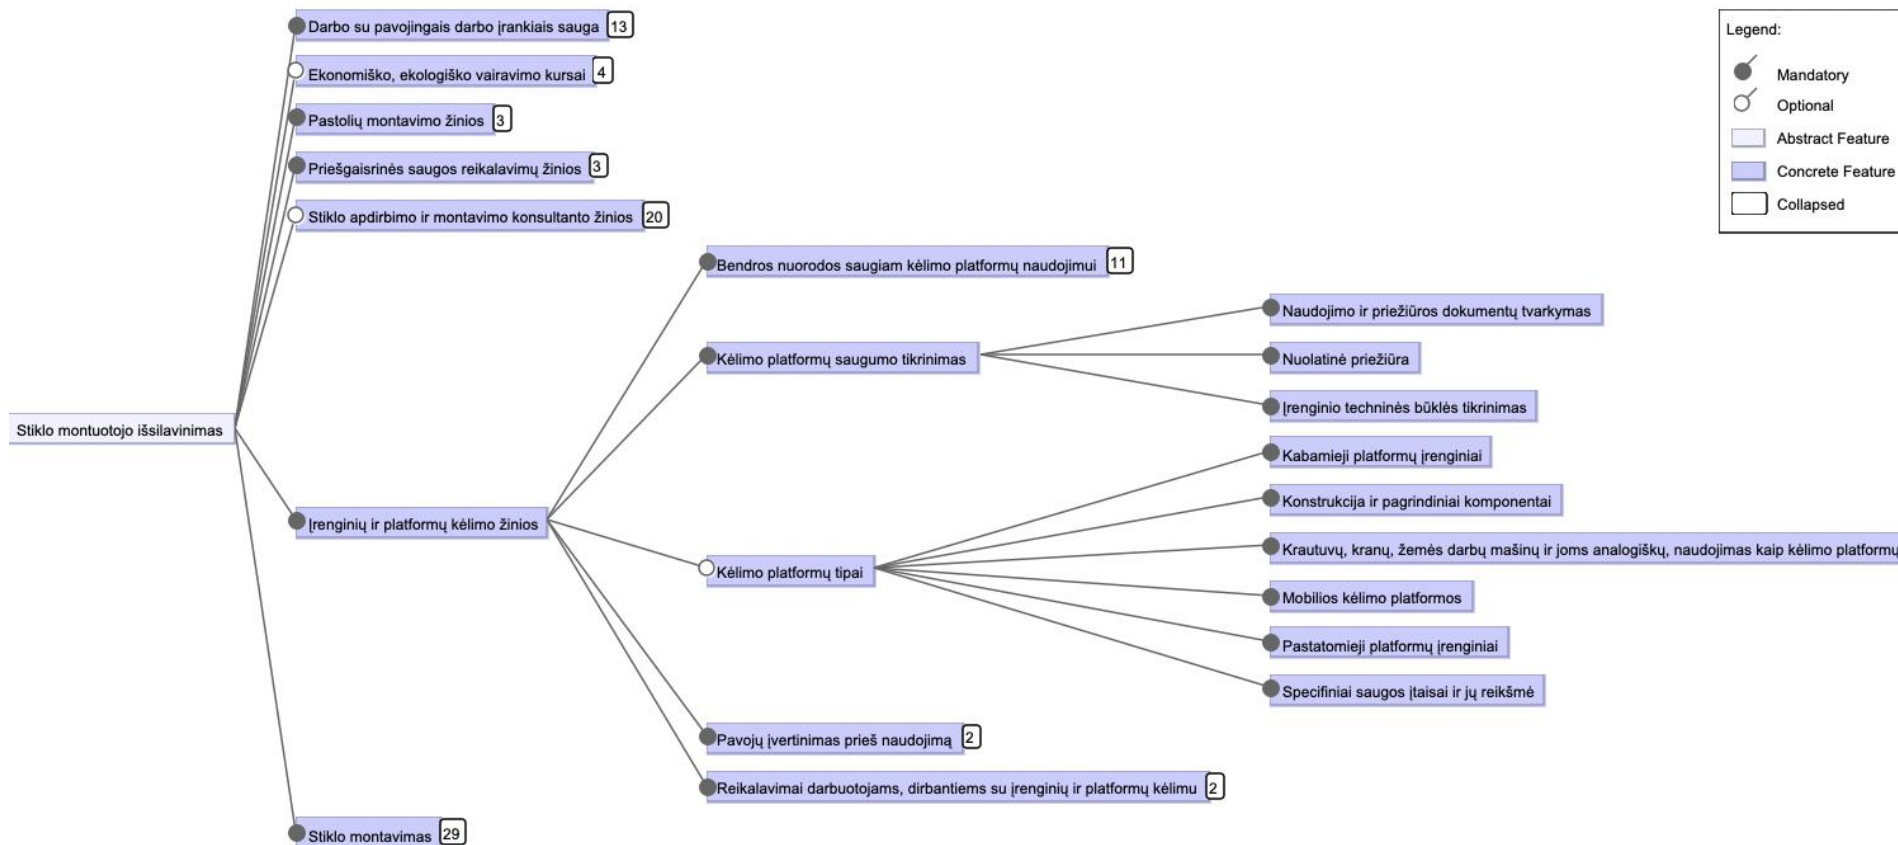 Darbo su pavojingais darbo įrankiais sauga 13
Ekonomiško, ekologiško vairavimo kursai 4
Pastolių montavimo žinios 3
Priešgaisrinės saugos reikalavimų žinios 3
Stiklo apdirbimo ir montavimo konsultanto žinios 20
Stiklo montuotojo išsilavinimas
Įrenginių ir platformų kėlimo žinios
Stiklo montavimas 29
Bendros nuorodos saugiam kėlimo platformų naudojimui 11
Kėlimo platformų saugumo tikrinimas
Kėlimo platformų tipai
Pavojų įvertinimas prieš naudojimą 2
Reikalavimai darbuotojams, dirbantiems su įrenginių ir platformų kėlimu 2
Naudojimo ir priežiūros dokumentų tvarkymas
Nuolatinė priežiūra
Įrenginio techninės būklės tikrinimas
Kabamieji platformų įrenginiai
Konstrukcija ir pagrindiniai komponentai
Krautuvų, kranų, žemės darbų mašinų ir joms analogiškų, naudojimas kaip kėlimo platformų
Mobilios kėlimo platformos
Pastatomieji platformų įrenginiai
Specifiniai saugos įtaisai ir jų reikšmė
Legend:
Mandatory
Optional
Abstract Feature
Concrete Feature
Collapsed